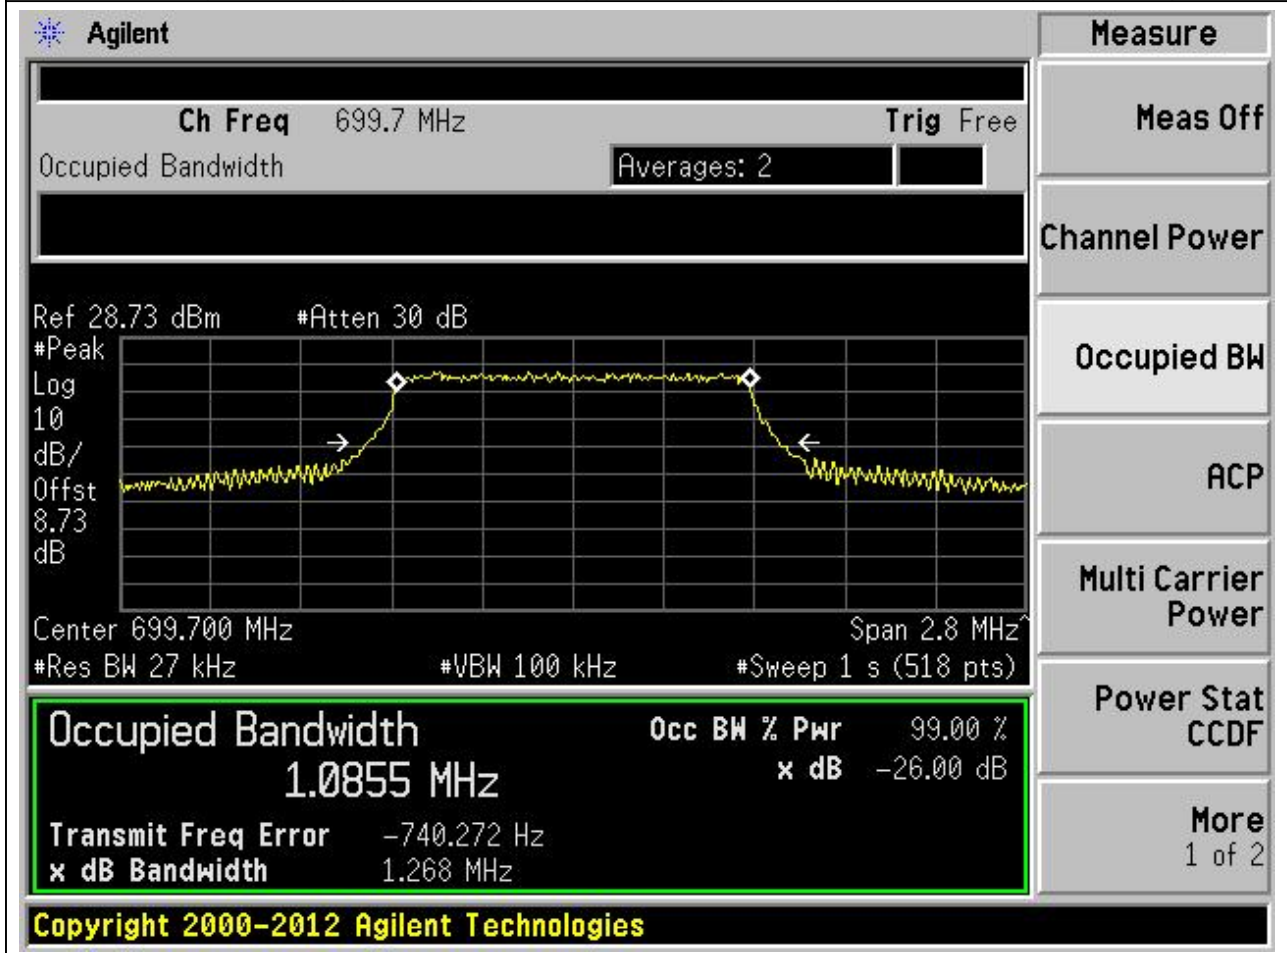 Agilent
Measure
Ch Freq 699.7 MHz Trig Free
Meas Off
Occupied Bandwidth Averages: 2
Channel Power
Ref 28.73 dBm #Atten 30 dB
#Peak
Log
10
dB/
Offst
8.73
dB
Occupied BW
ACP
Center 699.700 MHz Span 2.8 MHz^
#Res BW 27 kHz #VBW 100 kHz #Sweep 1 s (518 pts)
Multi Carrier
Power
Occupied Bandwidth Occ BW % Pwr 99.00 %
1.0855 MHz x dB -26.00 dB
Power Stat
CCDF
Transmit Freq Error -740.272 Hz
x dB Bandwidth 1.268 MHz
More
1 of 2
Copyright 2000-2012 Agilent Technologies